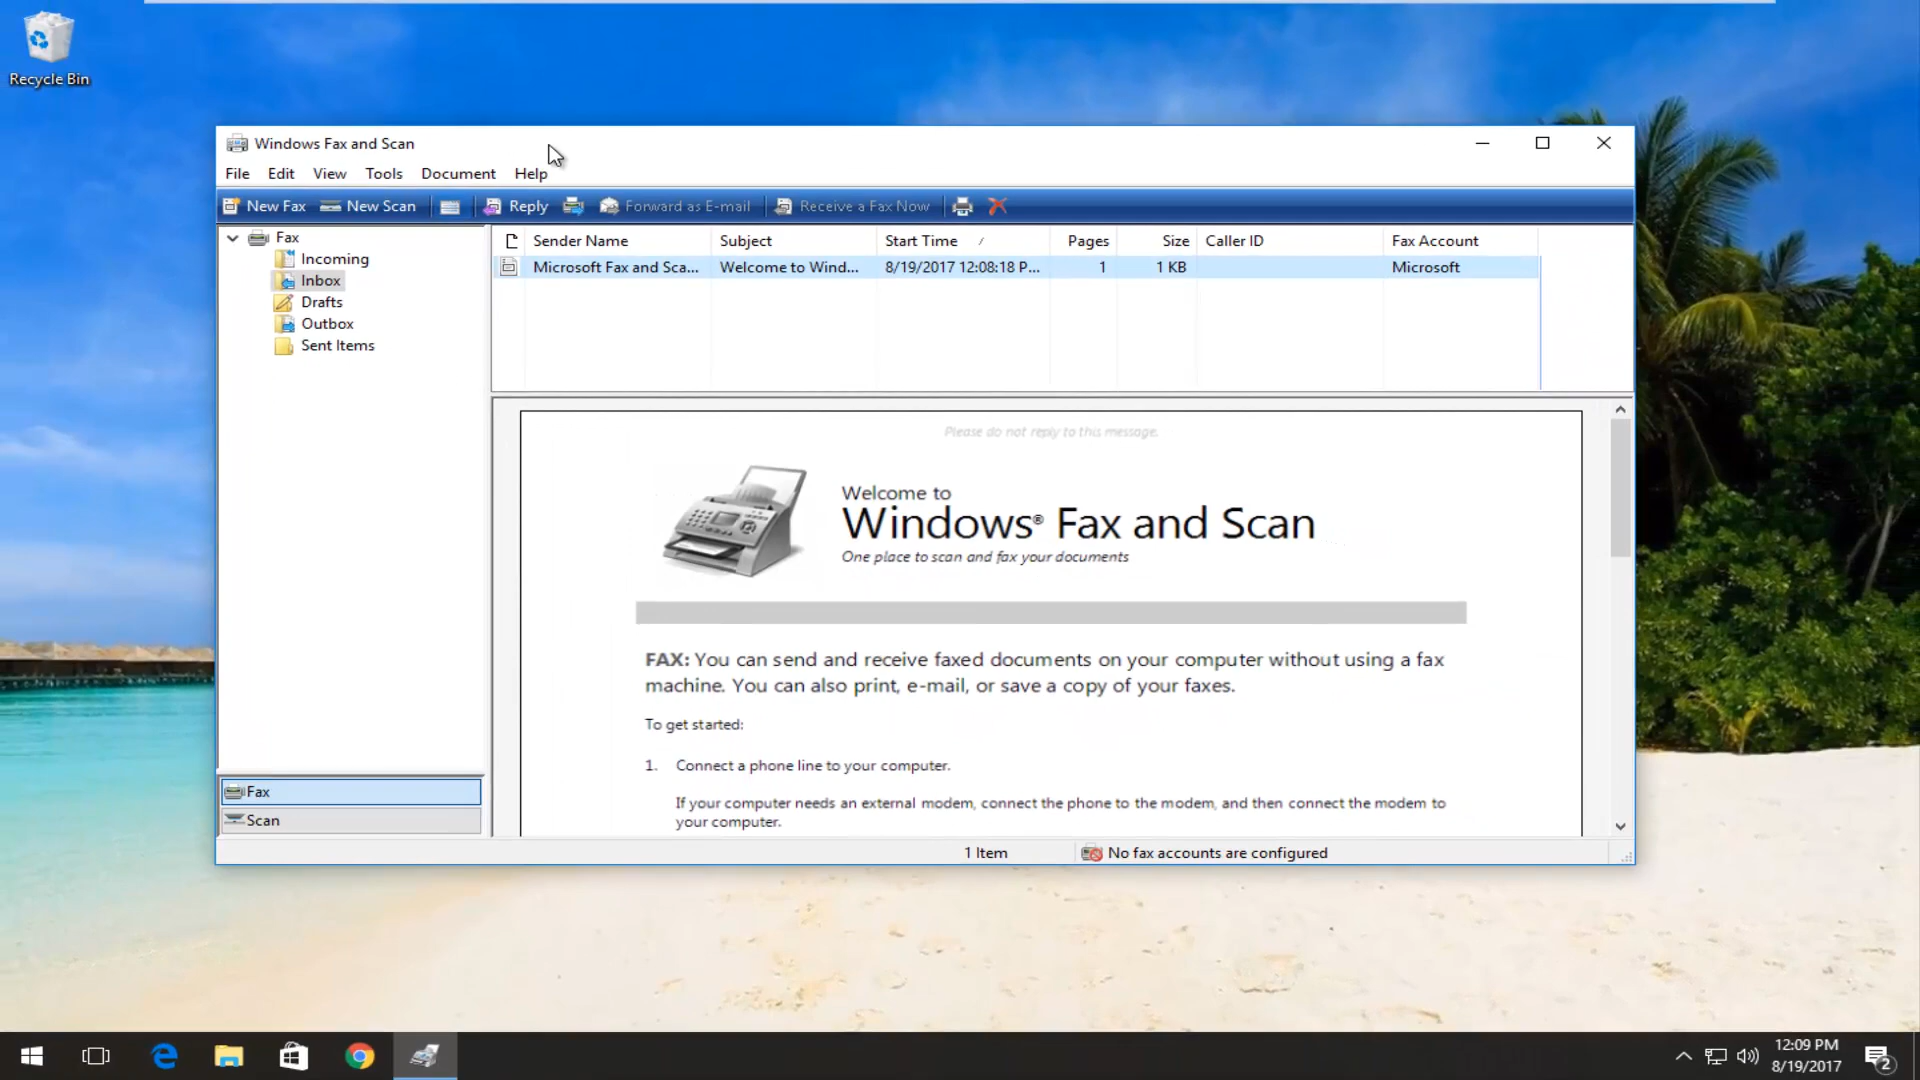 Recycle Bin
Windows Fax and Scan
File Edit View Tools Document Help
New Fax New Scan Reply Forward as E-mail Receive a Fax Now
Fax
Incoming
Inbox
Drafts
Outbox
Sent Items
Sender Name Subject Start Time Pages Size Caller ID Fax Account
Microsoft Fax and Sca... Welcome to Wind... 8/19/2017 12:08:18 P... 1 1 KB Microsoft
Please do not reply to this message.
Welcome to
Windows® Fax and Scan
One place to scan and fax your documents
FAX: You can send and receive faxed documents on your computer without using a fax
machine. You can also print, e-mail, or save a copy of your faxes.
To get started:
1. Connect a phone line to your computer.
If your computer needs an external modem, connect the phone to the modem, and then connect the modem to
your computer.
Fax
Scan
1 Item No fax accounts are configured
12:09 PM
8/19/2017
2